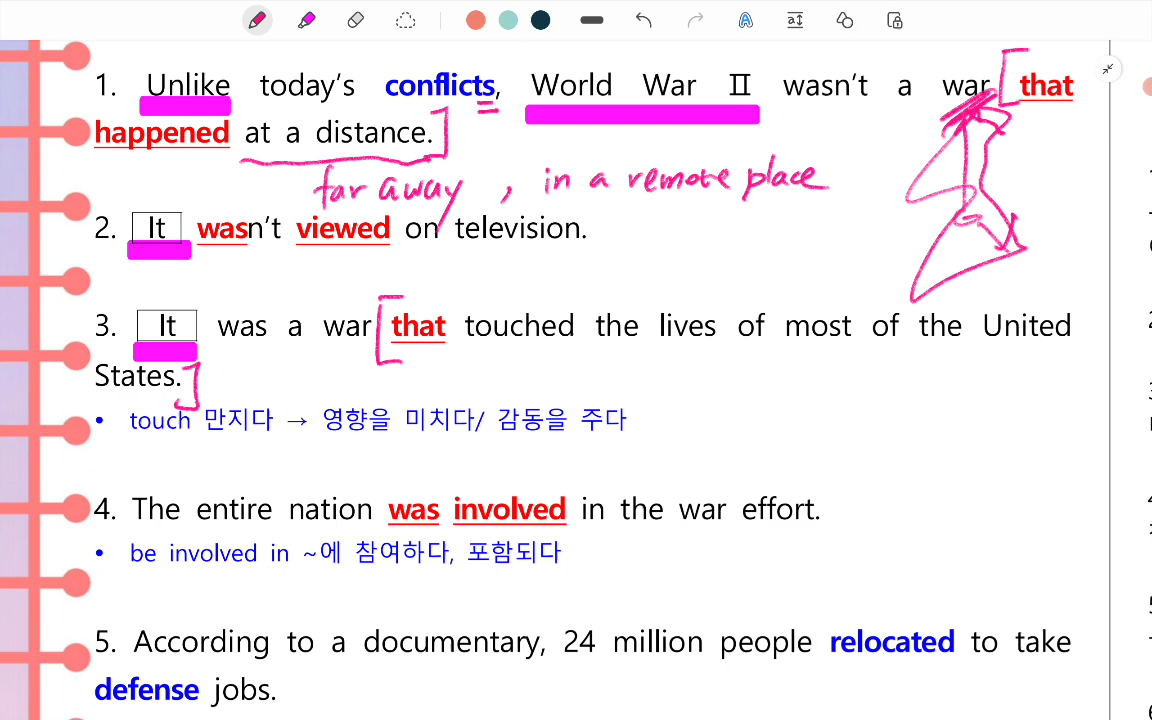 1. Unlike today's conflicts, World War Ⅱ wasn't a war that
happened at a distance.
far away, in a remote place
2. It wasn't viewed on television.
3. It was a war that touched the lives of most of the United
States.
• touch 만지다 → 영향을 미치다/ 감동을 주다
4. The entire nation was involved in the war effort.
• be involved in ~에 참여하다, 포함되다
5. According to a documentary, 24 million people relocated to take
defense jobs.